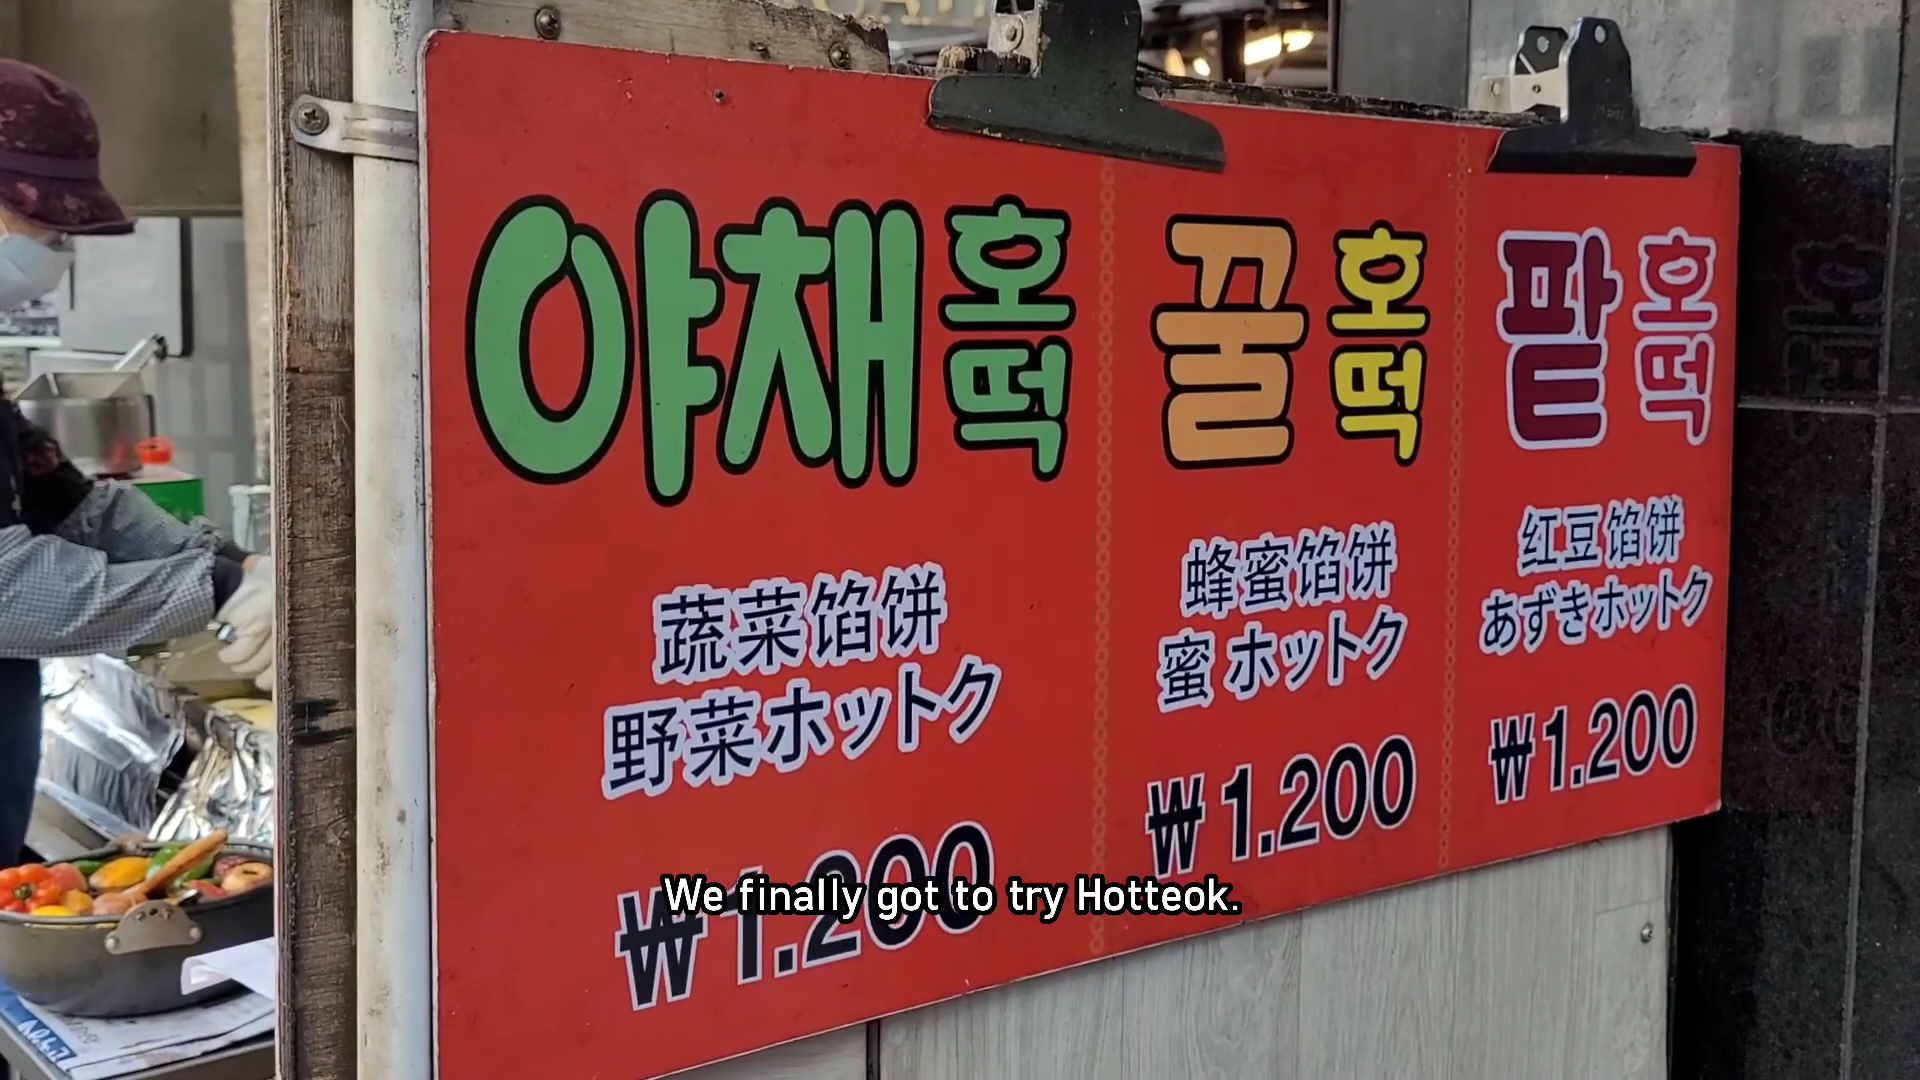 야채호떡
蔬菜馅饼
野菜ホットク
₩1.200
꿀호떡
蜂蜜馅饼
蜜 ホットク
₩1.200
팥호떡
红豆馅饼
あずきホットク
₩1.200
We finally got to try Hotteok.